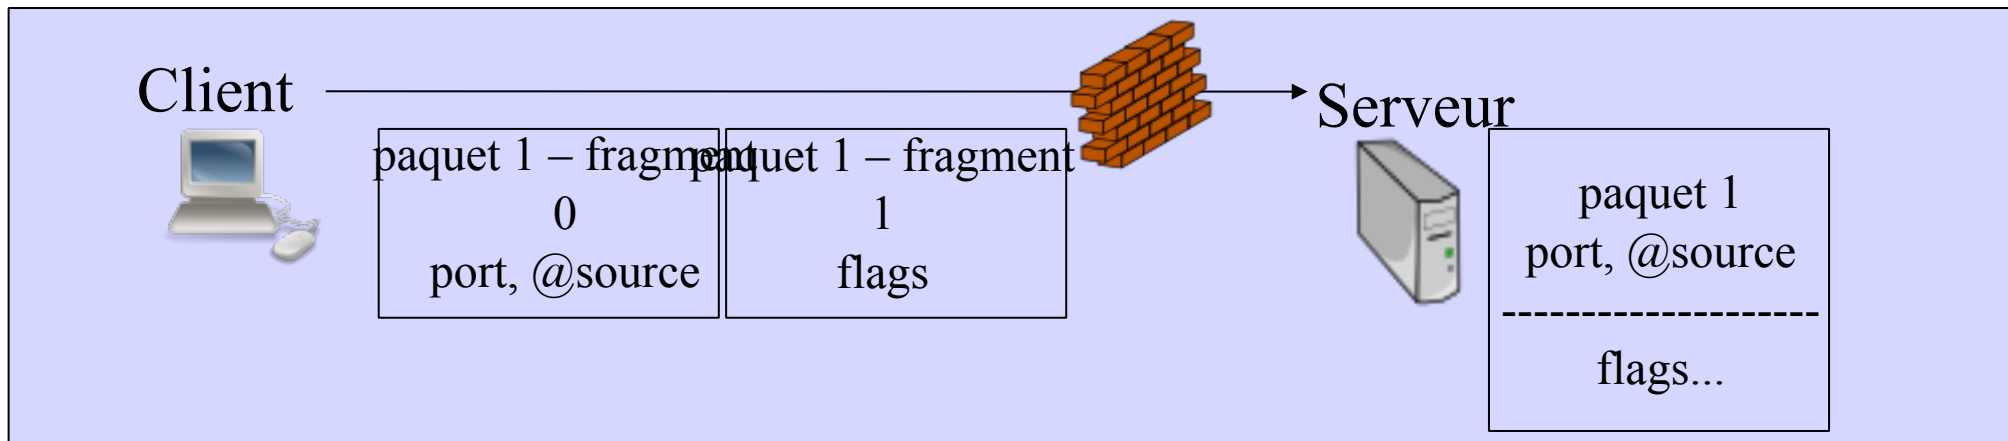 Client
Serveur
paquet 1 – fragment
0
port, @source
paquet 1 – fragment
1
flags
paquet 1
port, @source
--------------------
flags...